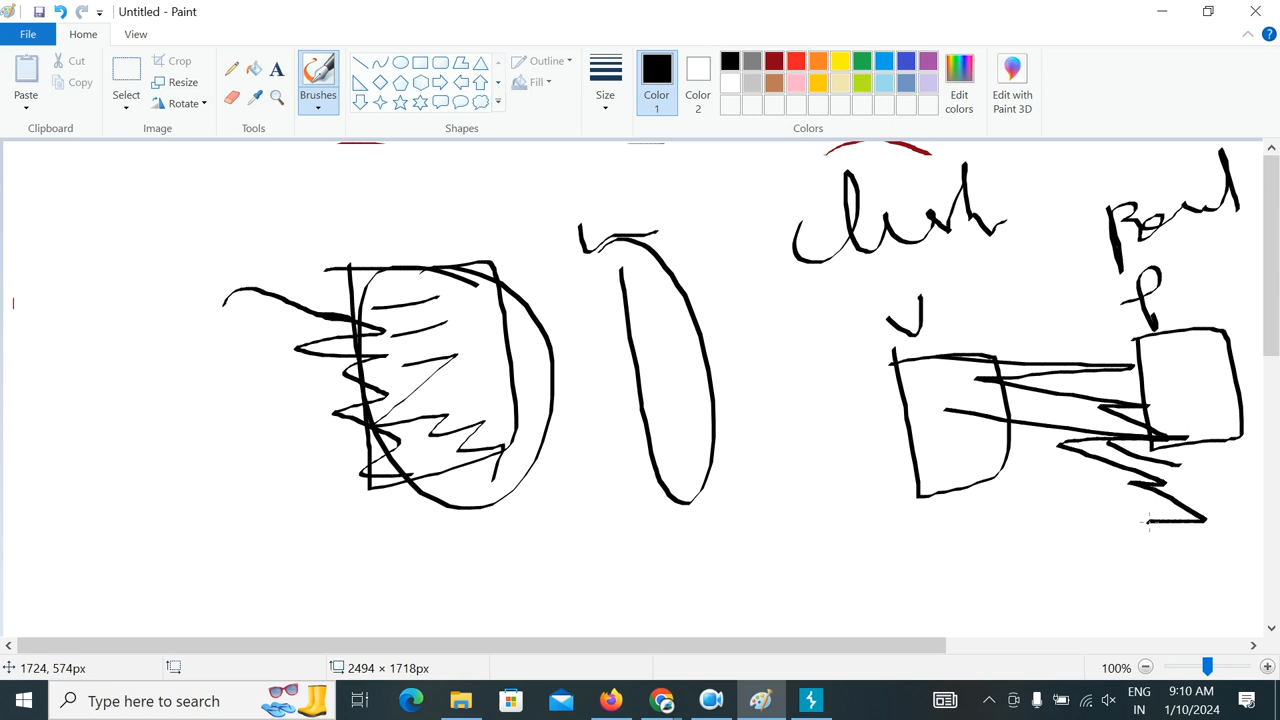 Untitled - Paint
File
Home
View
Paste
Cut
Copy
Clipboard
Select
Crop
Resize
Rotate
Image
Tools
Brushes
Outline
Fill
Shapes
Size
Color 1
Color 2
Edit colors
Edit with Paint 3D
Colors
1724, 574px
2494 × 1718px
100%
Type here to search
ENG
IN
9:10 AM
1/10/2024